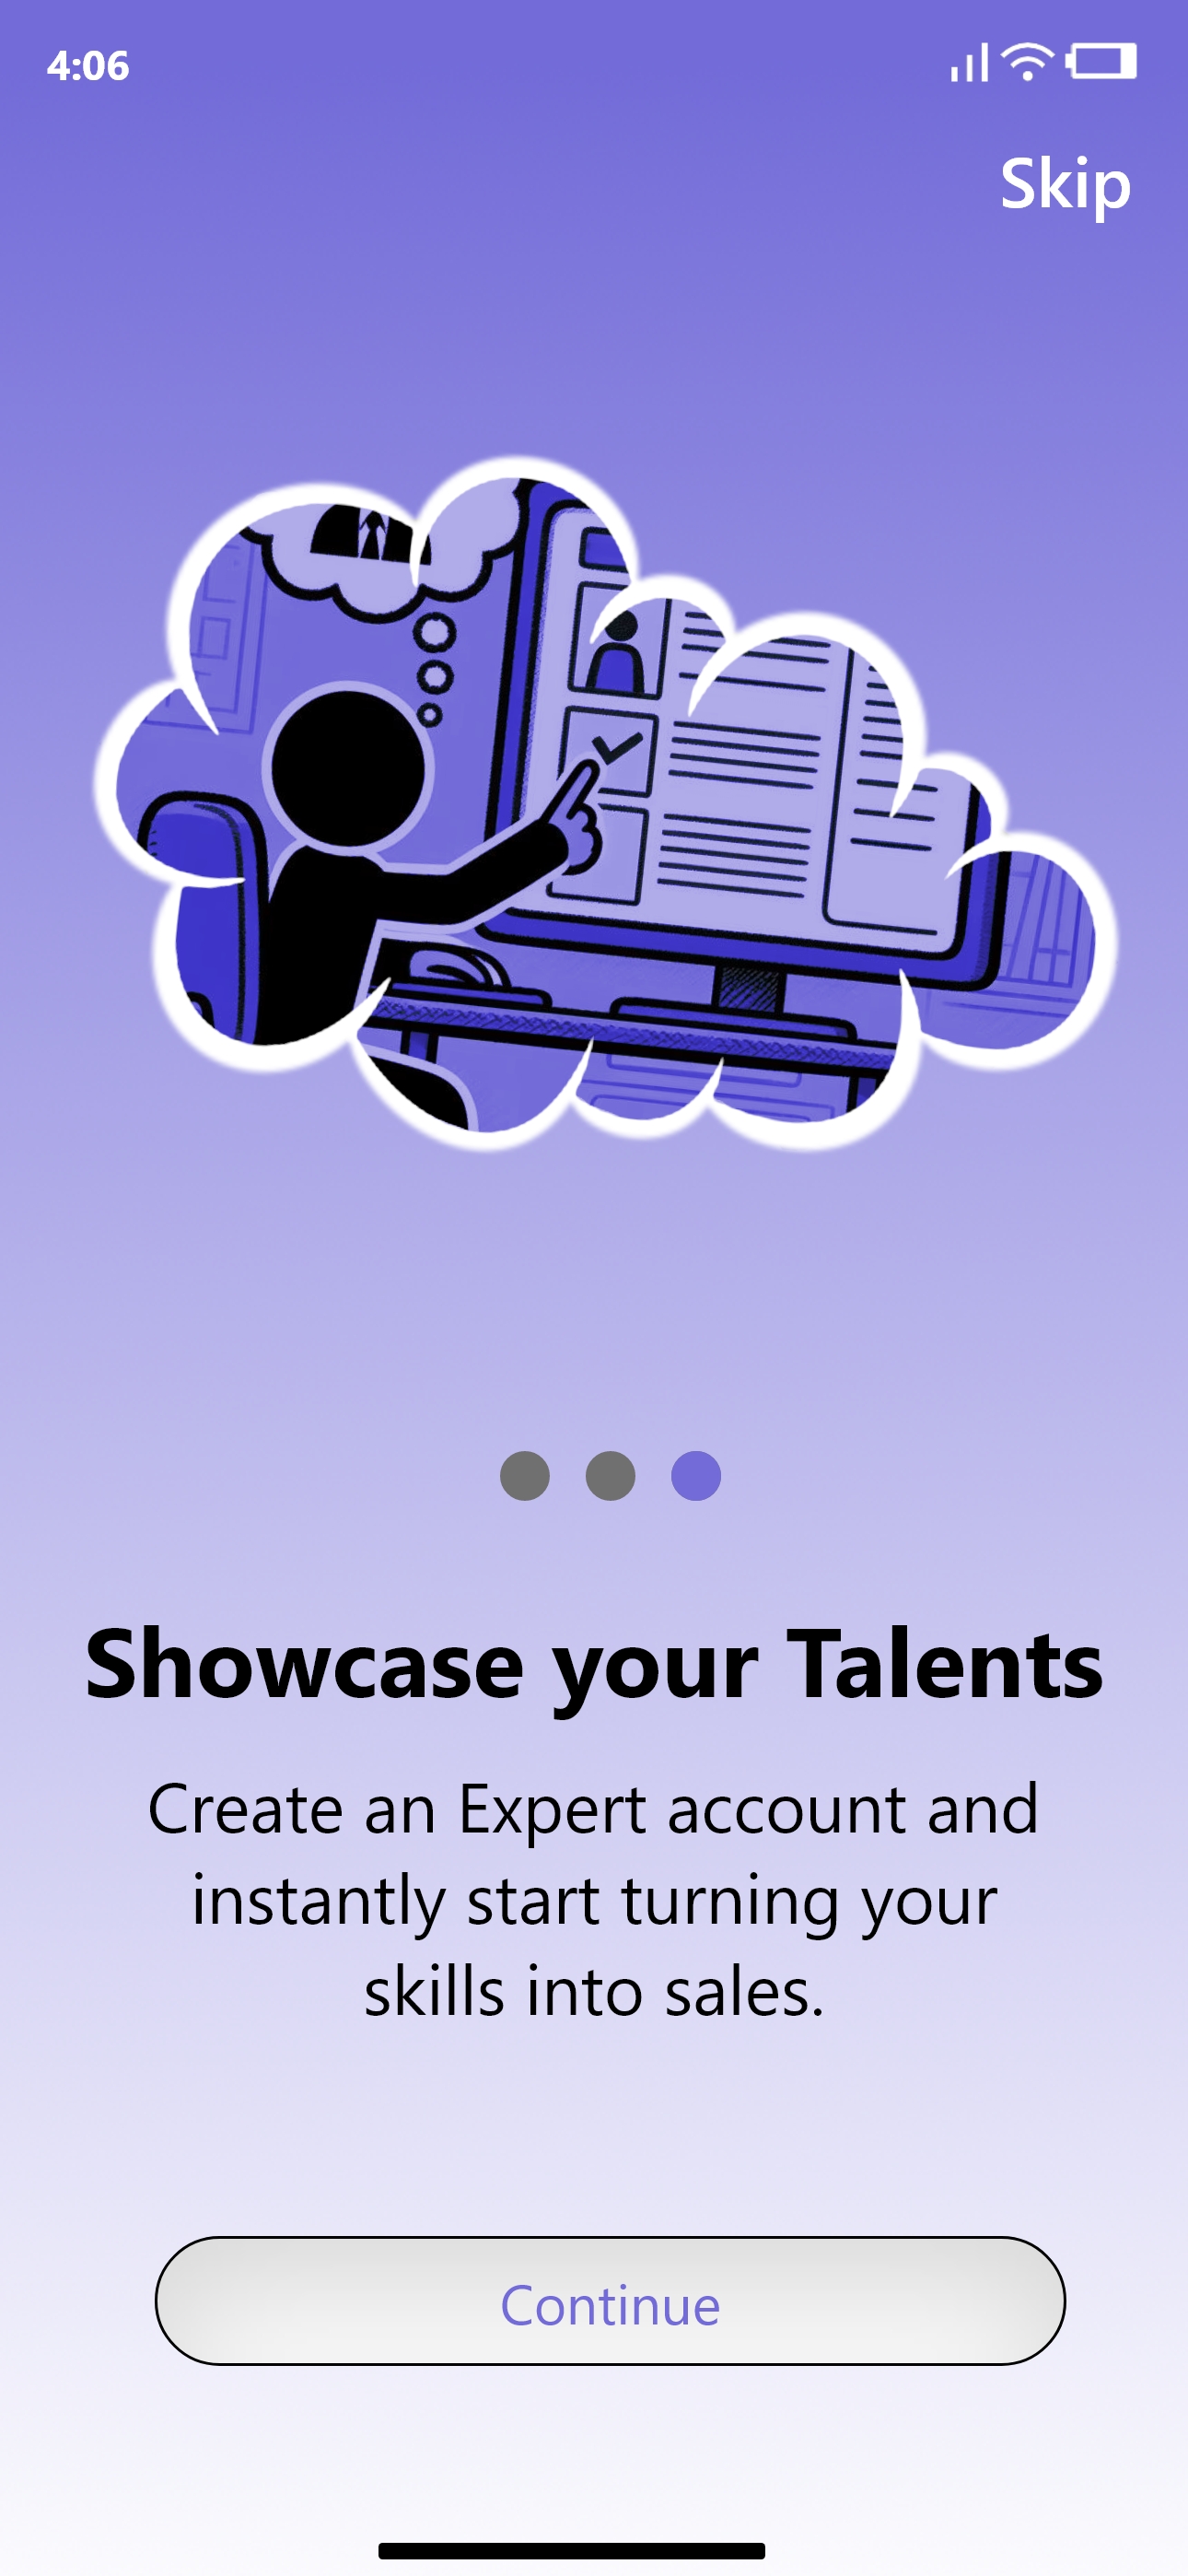 4:06
Skip
Showcase your Talents
Create an Expert account and
instantly start turning your
skills into sales.
Continue